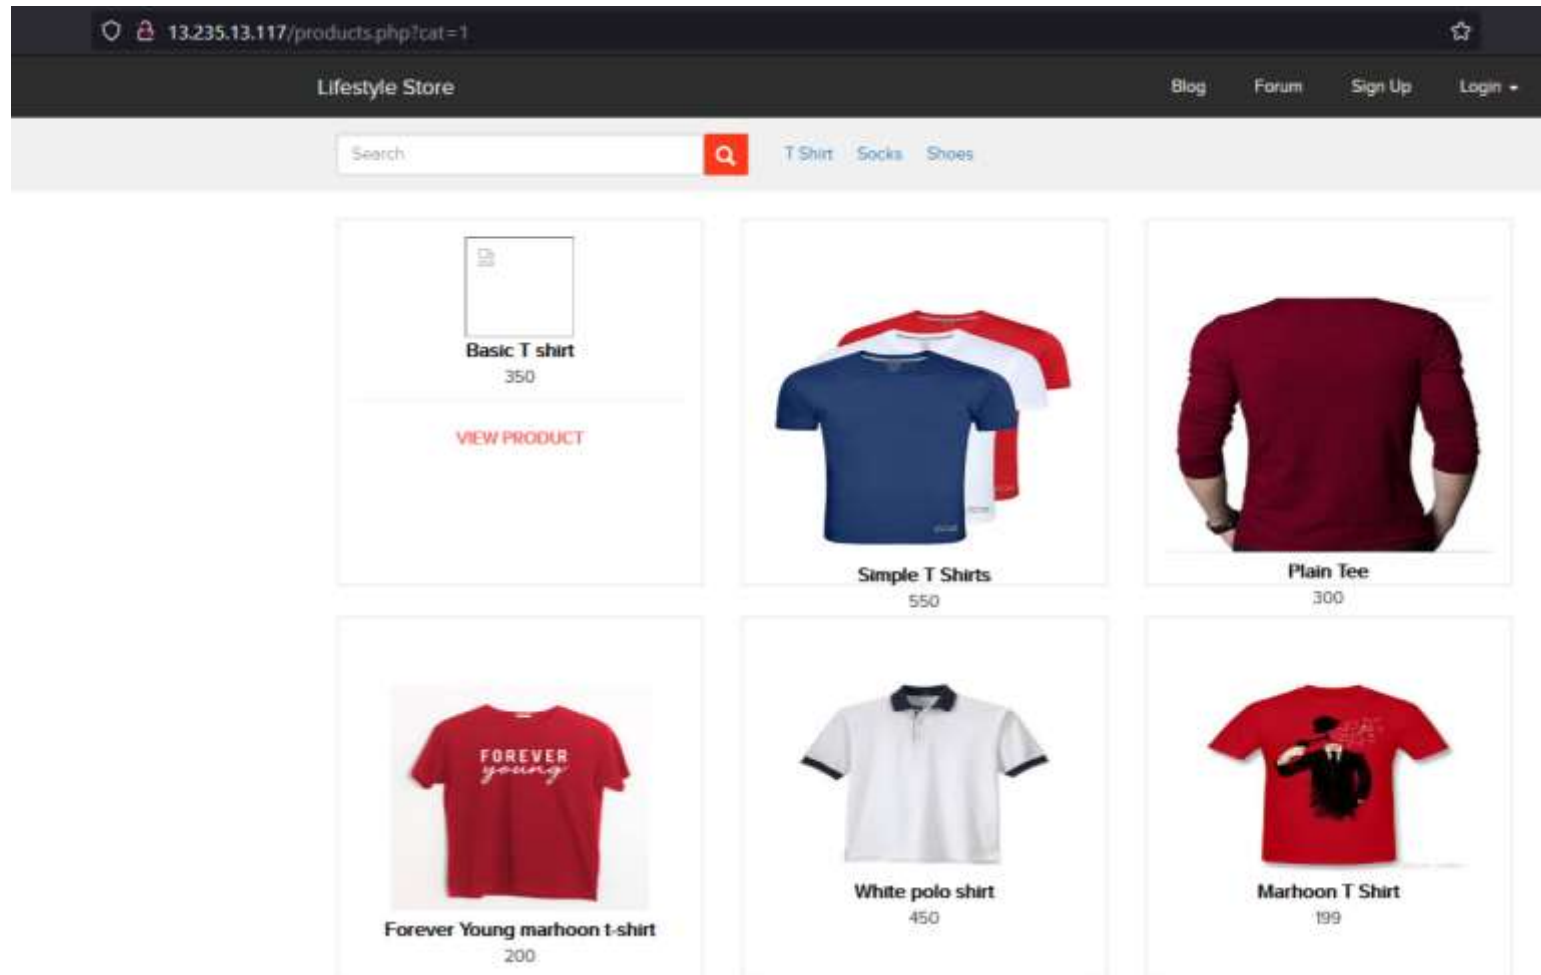 13.235.13.117/products.php?cat=1
Lifestyle Store
Blog
Forum
Sign Up
Login
Search
T Shirt
Socks
Shoes
Basic T shirt
350
VIEW PRODUCT
Simple T Shirts
550
Plain Tee
300
FOREVER
young
Forever Young marhoon t-shirt
200
White polo shirt
450
Marhoon T Shirt
199